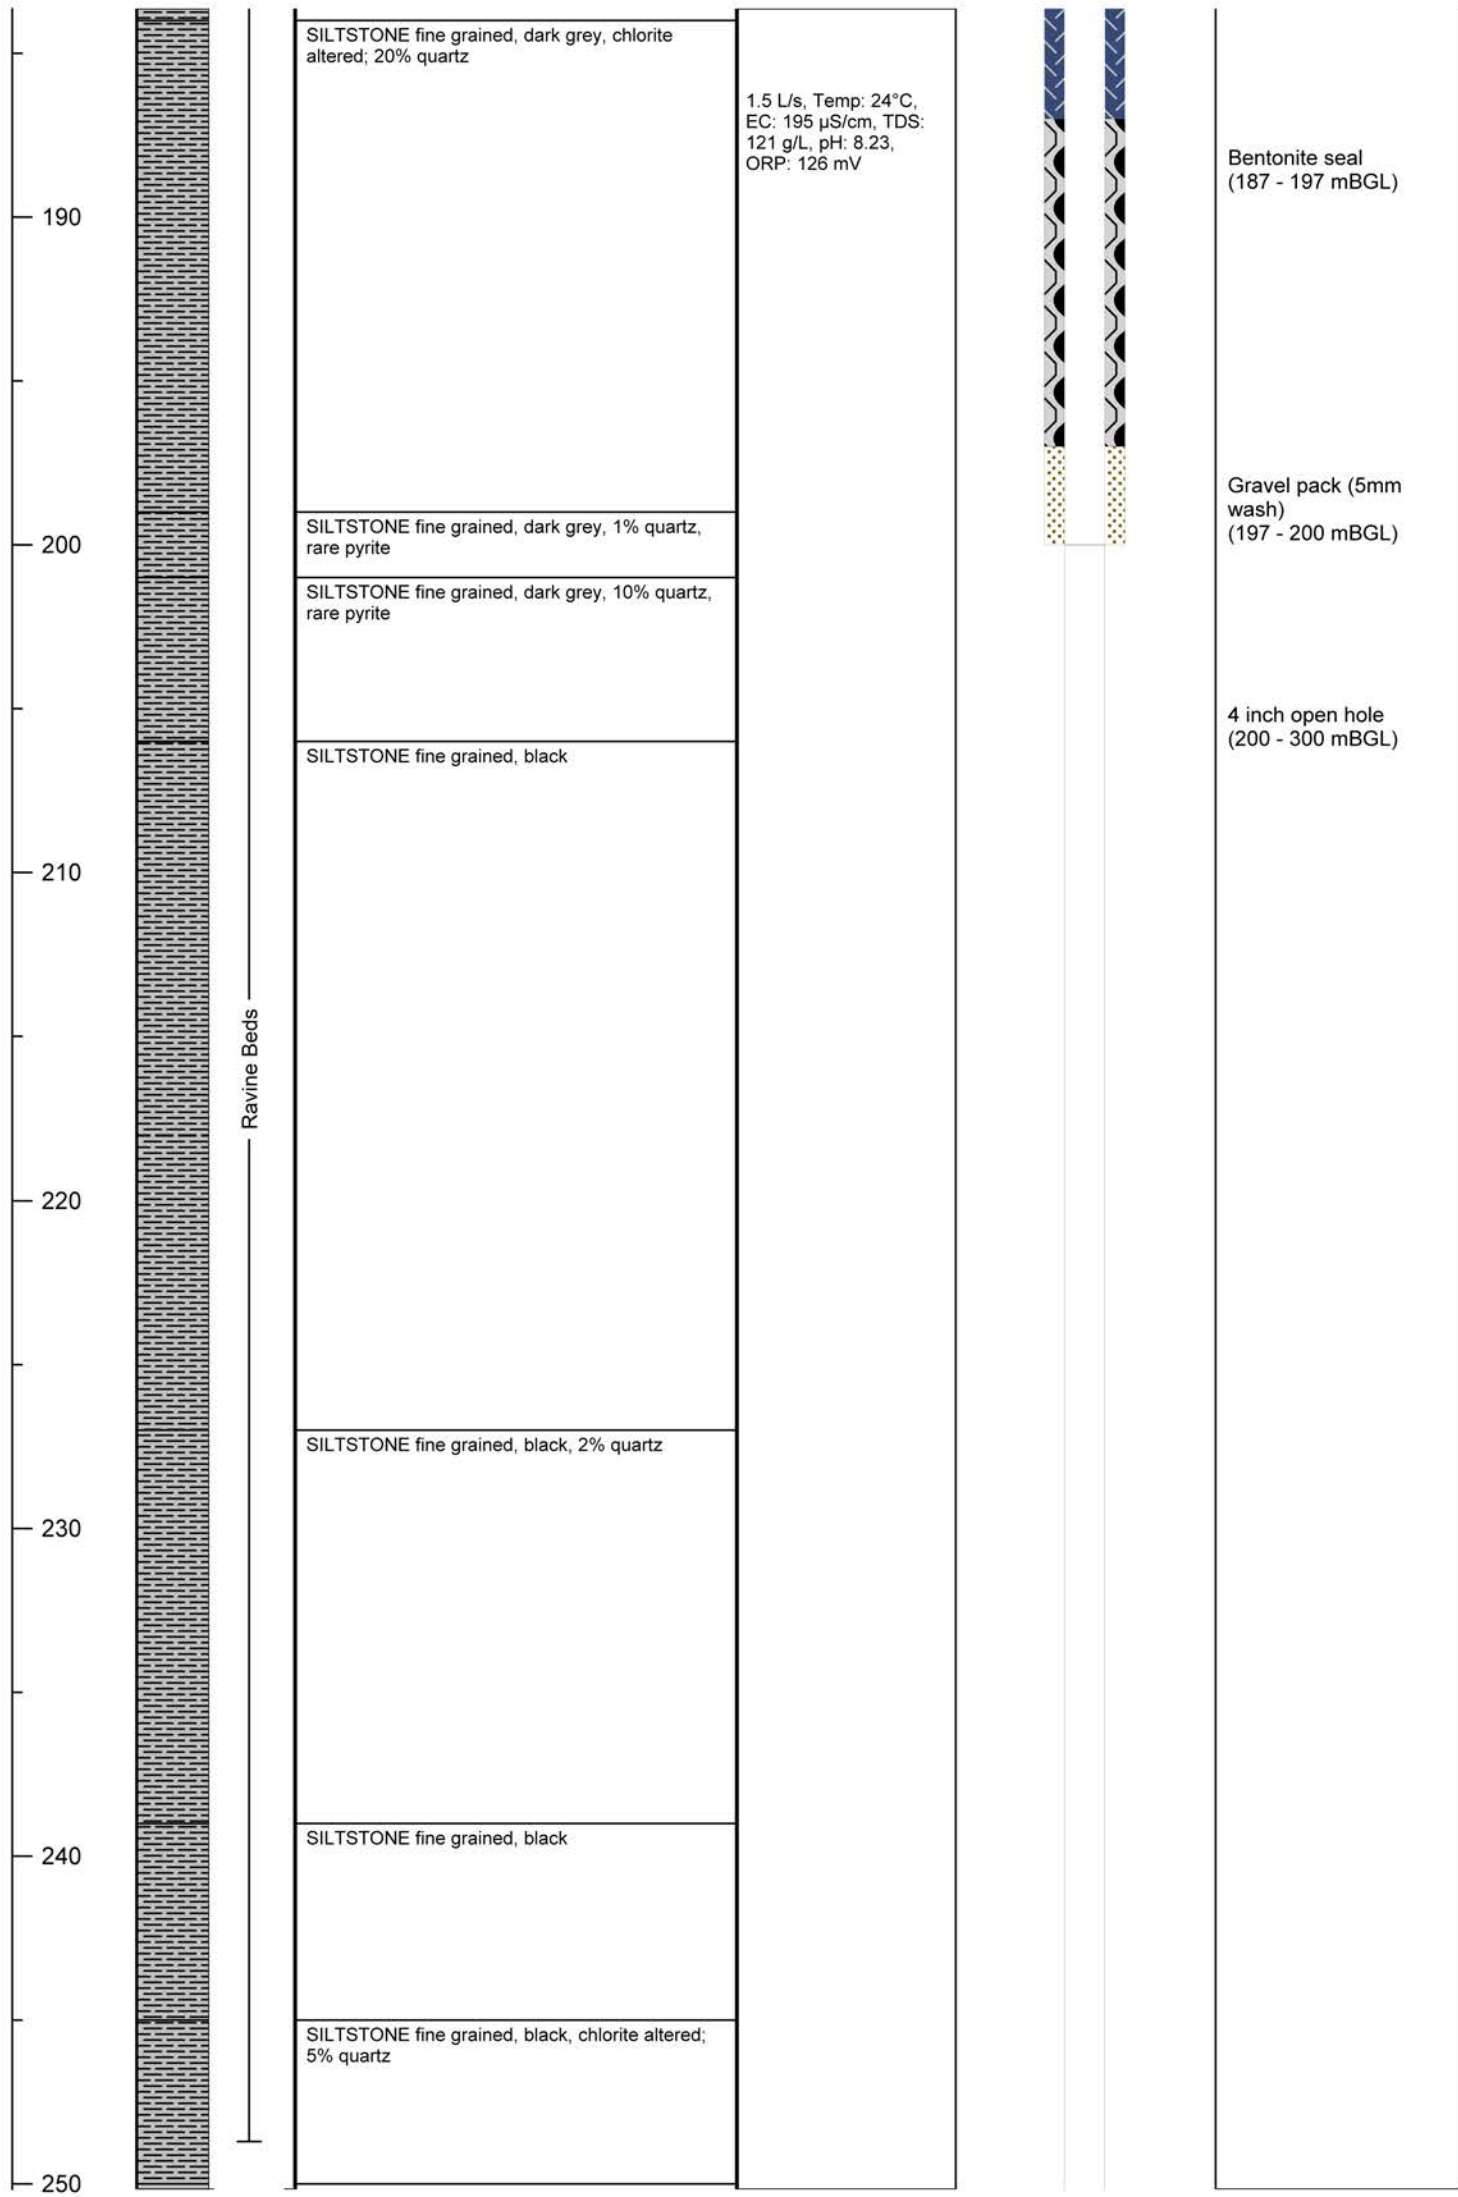 SILTSTONE fine grained, dark grey, chlorite
altered; 20% quartz
1.5 L/s, Temp: 24°C,
EC: 195 µS/cm, TDS:
121 g/L, pH: 8.23,
ORP: 126 mV
Bentonite seal
(187 - 197 mBGL)
190
Gravel pack (5mm
wash)
(197 - 200 mBGL)
SILTSTONE fine grained, dark grey, 1% quartz,
rare pyrite
200
SILTSTONE fine grained, dark grey, 10% quartz,
rare pyrite
4 inch open hole
(200 - 300 mBGL)
SILTSTONE fine grained, black
210
Ravine Beds
220
SILTSTONE fine grained, black, 2% quartz
230
SILTSTONE fine grained, black
240
SILTSTONE fine grained, black, chlorite altered;
5% quartz
250